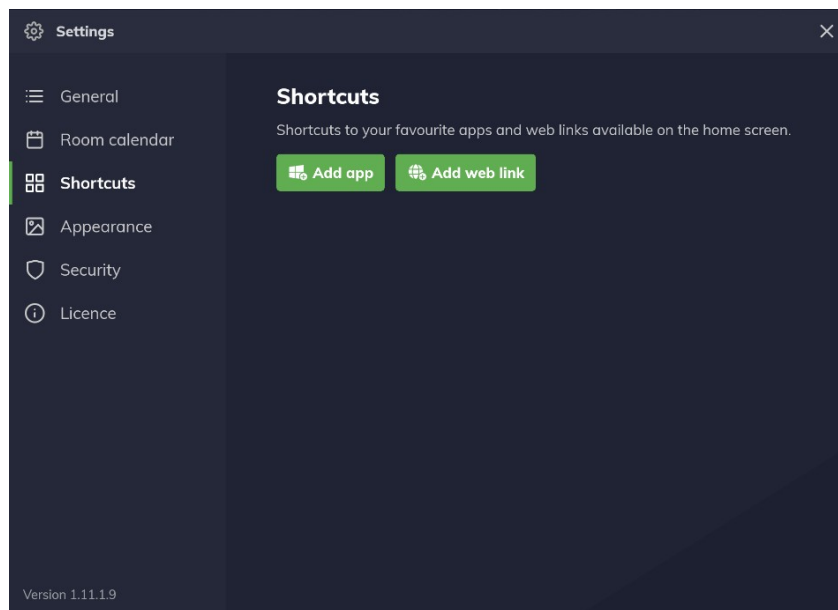 Settings
General
Room calendar
Shortcuts
Appearance
Security
Licence
Version 1.11.1.9
Shortcuts
Shortcuts to your favourite apps and web links available on the home screen.
Add app
Add web link